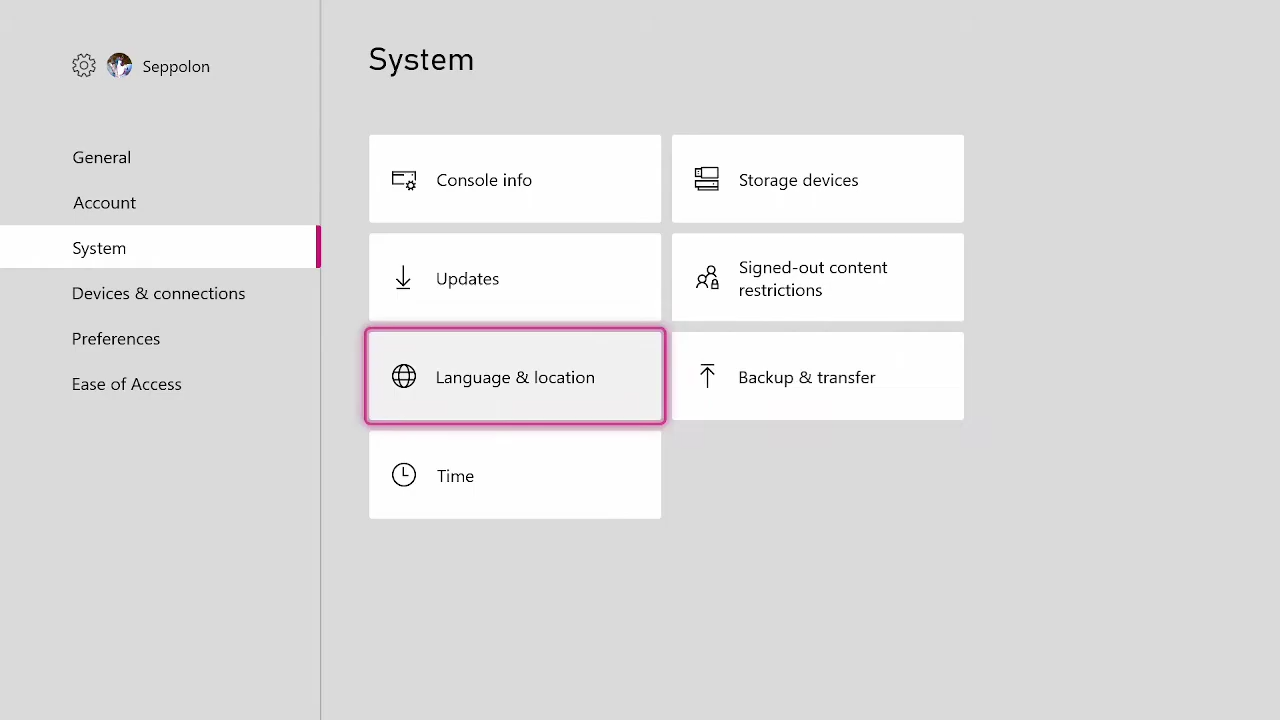 Seppolon
General
Account
System
Devices & connections
Preferences
Ease of Access
System
Console info
Storage devices
Updates
Signed-out content
restrictions
Language & location
Backup & transfer
Time